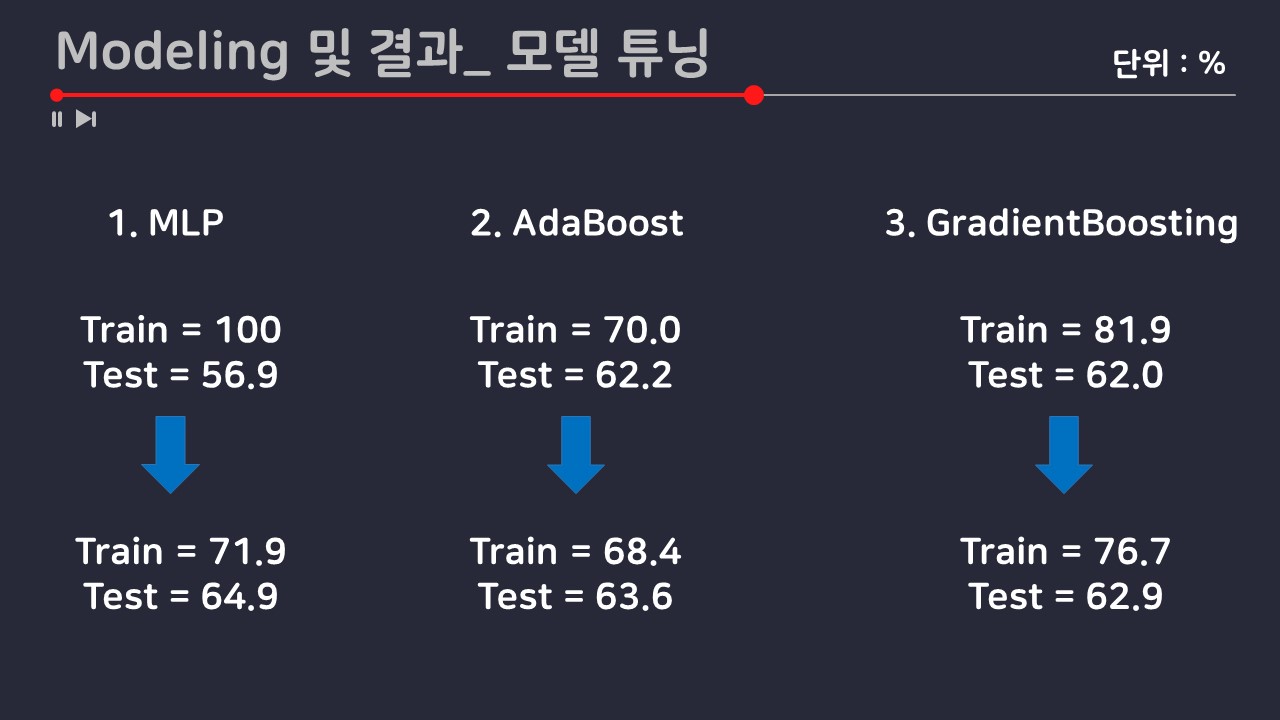 Modeling 및 결과_ 모델 튜닝
단위 : %
1. MLP
Train = 100
Test = 56.9
Train = 71.9
Test = 64.9
2. AdaBoost
Train = 70.0
Test = 62.2
Train = 68.4
Test = 63.6
3. GradientBoosting
Train = 81.9
Test = 62.0
Train = 76.7
Test = 62.9